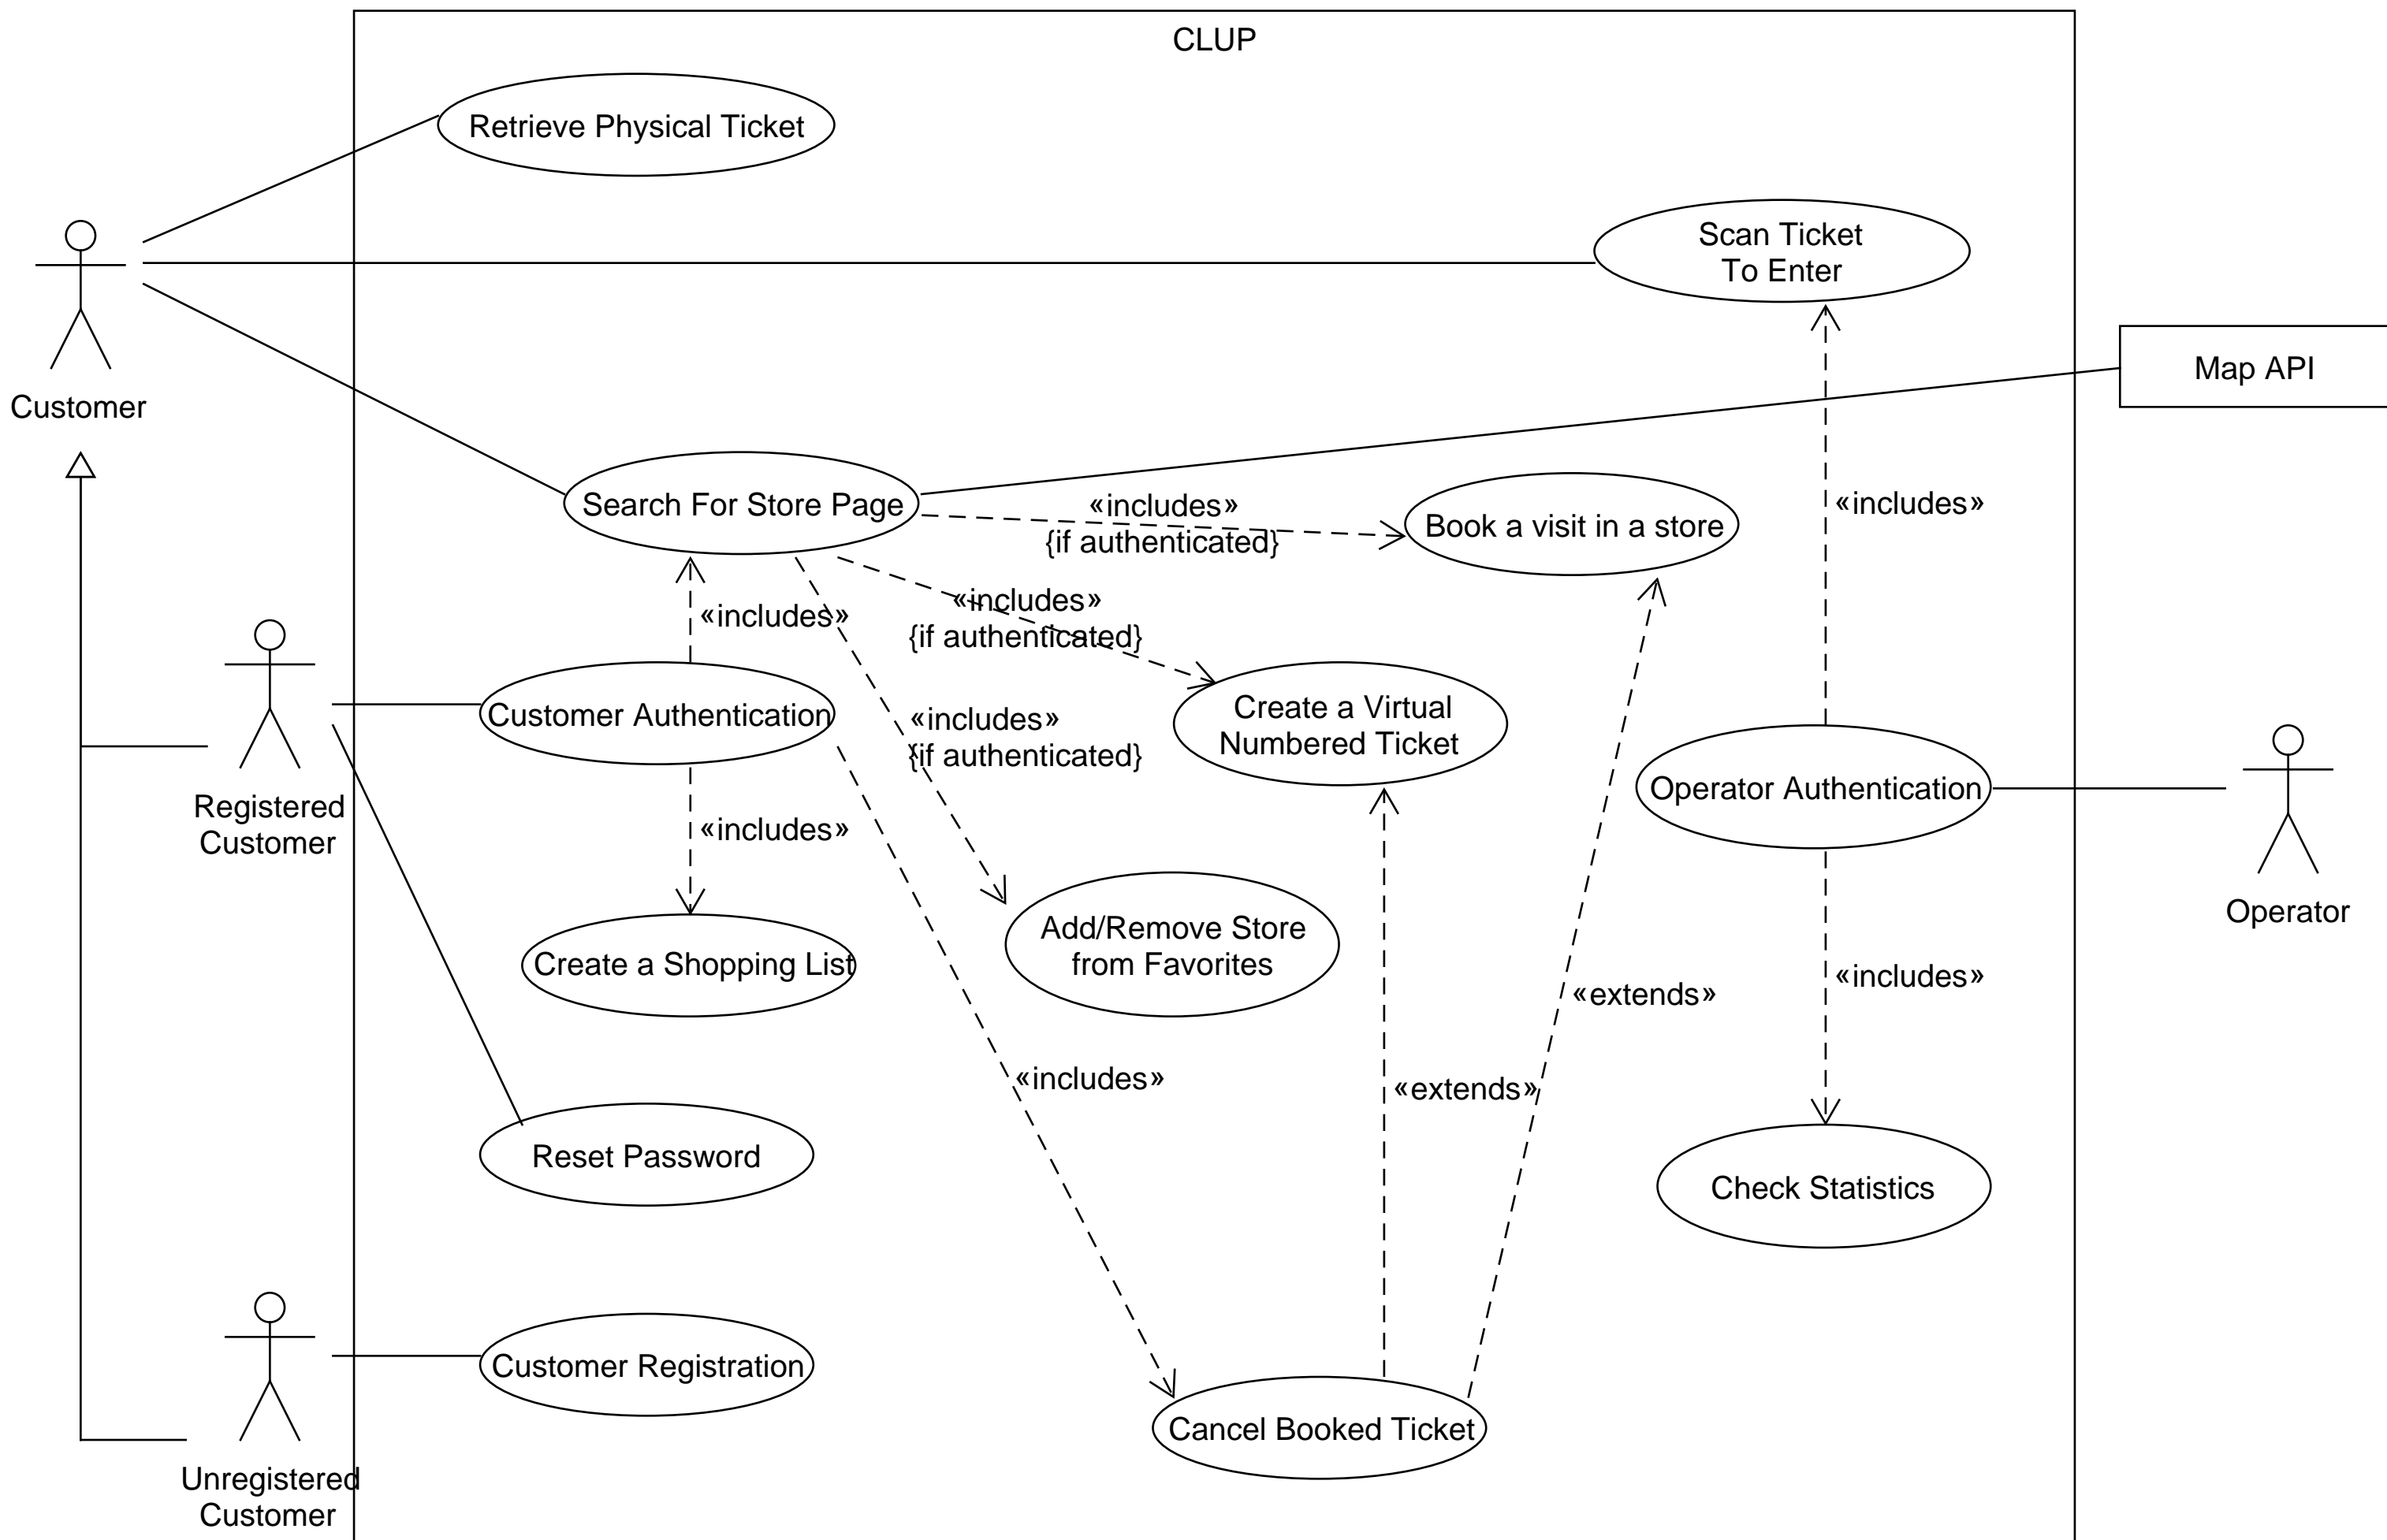 CLUP
Retrieve Physical Ticket
Scan Ticket
To Enter
Map API
Customer
Search For Store Page
«includes»
{if authenticated}
Book a visit in a store
«includes»
«includes»
{if authenticated}
«includes»
Customer Authentication
«includes»
{if authenticated}
Create a Virtual
Numbered Ticket
Operator Authentication
Registered
Customer
«includes»
Operator
Create a Shopping List
Add/Remove Store
from Favorites
«includes»
«extends»
«includes»
«extends»
Reset Password
Check Statistics
Customer Registration
Cancel Booked Ticket
Unregistered
Customer